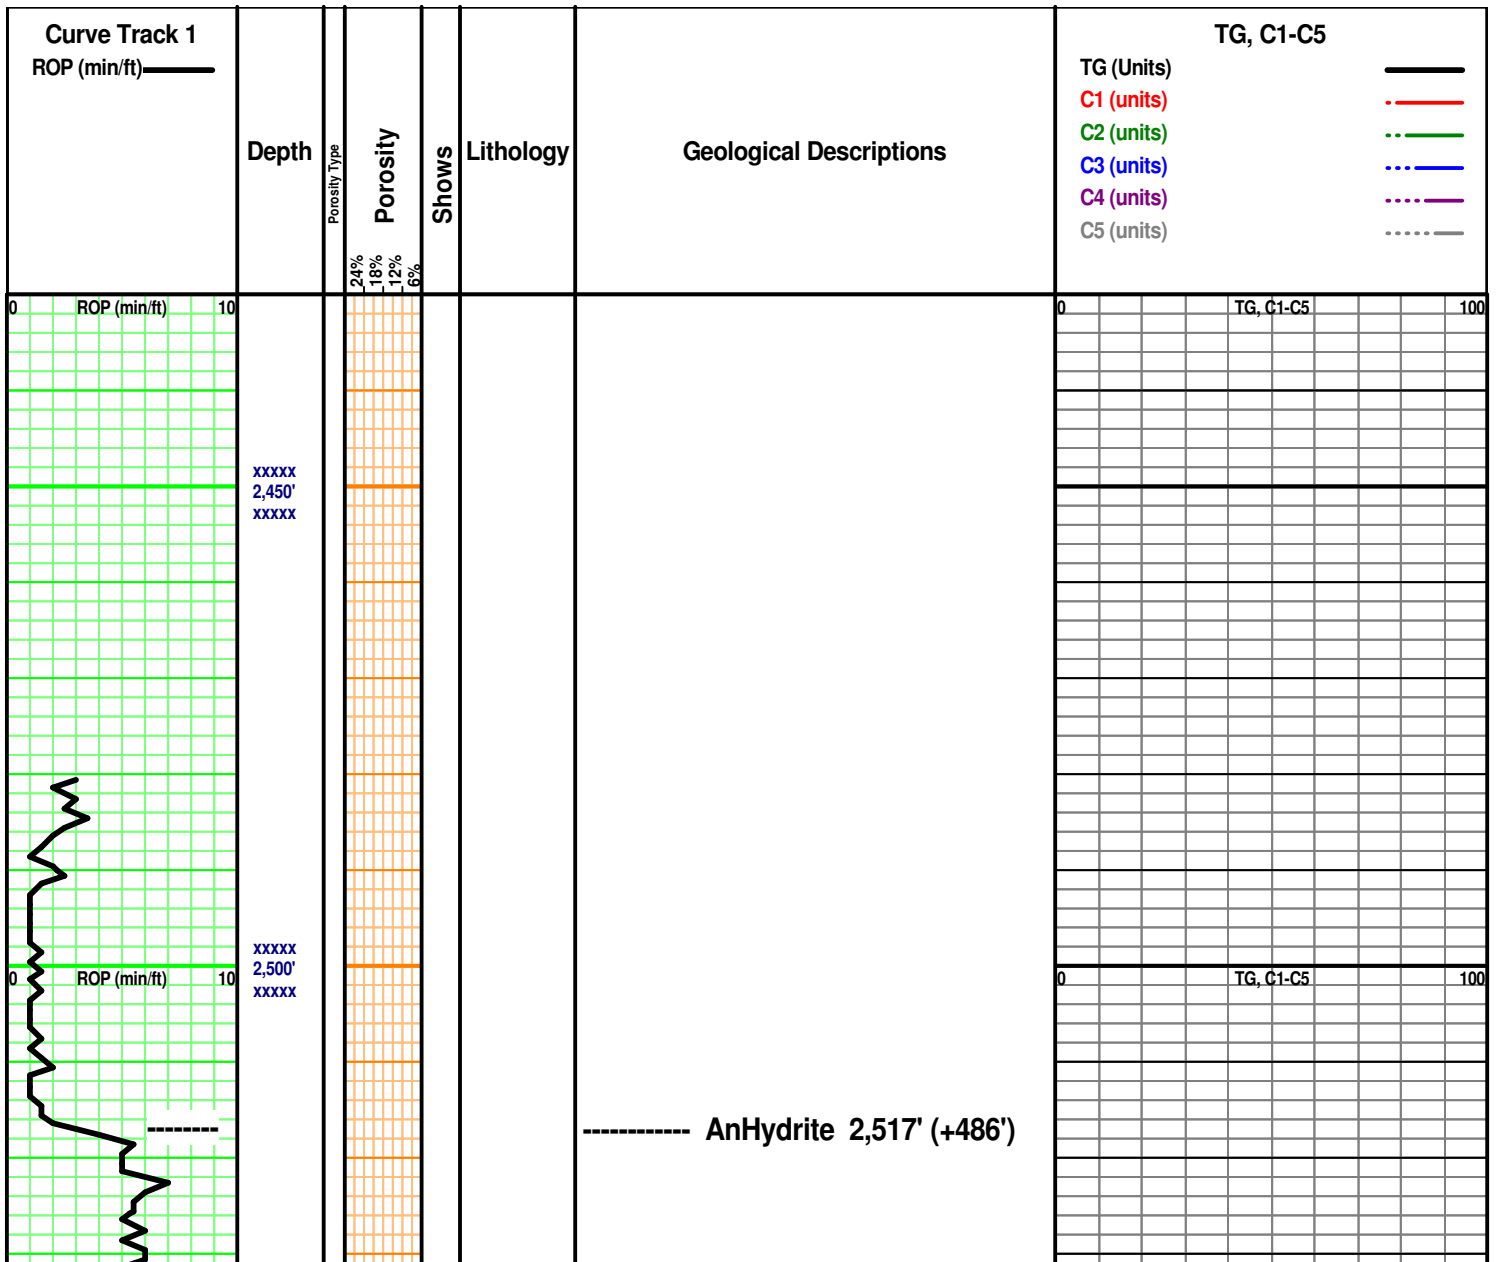 Curve Track 1
ROP (min/ft)
Depth
Porosity Type
Porosity
24%
18%
12%
6%
Shows
Lithology
Geological Descriptions
TG, C1-C5
TG (Units)
C1 (units)
C2 (units)
C3 (units)
C4 (units)
C5 (units)
0 ROP (min/ft) 10
0 TG, C1-C5 100
xxxxx
2,450'
xxxxx
xxxxx
2,500'
xxxxx
0 ROP (min/ft) 10
0 TG, C1-C5 100
--------- ------------ AnHydrite 2,517' (+486')